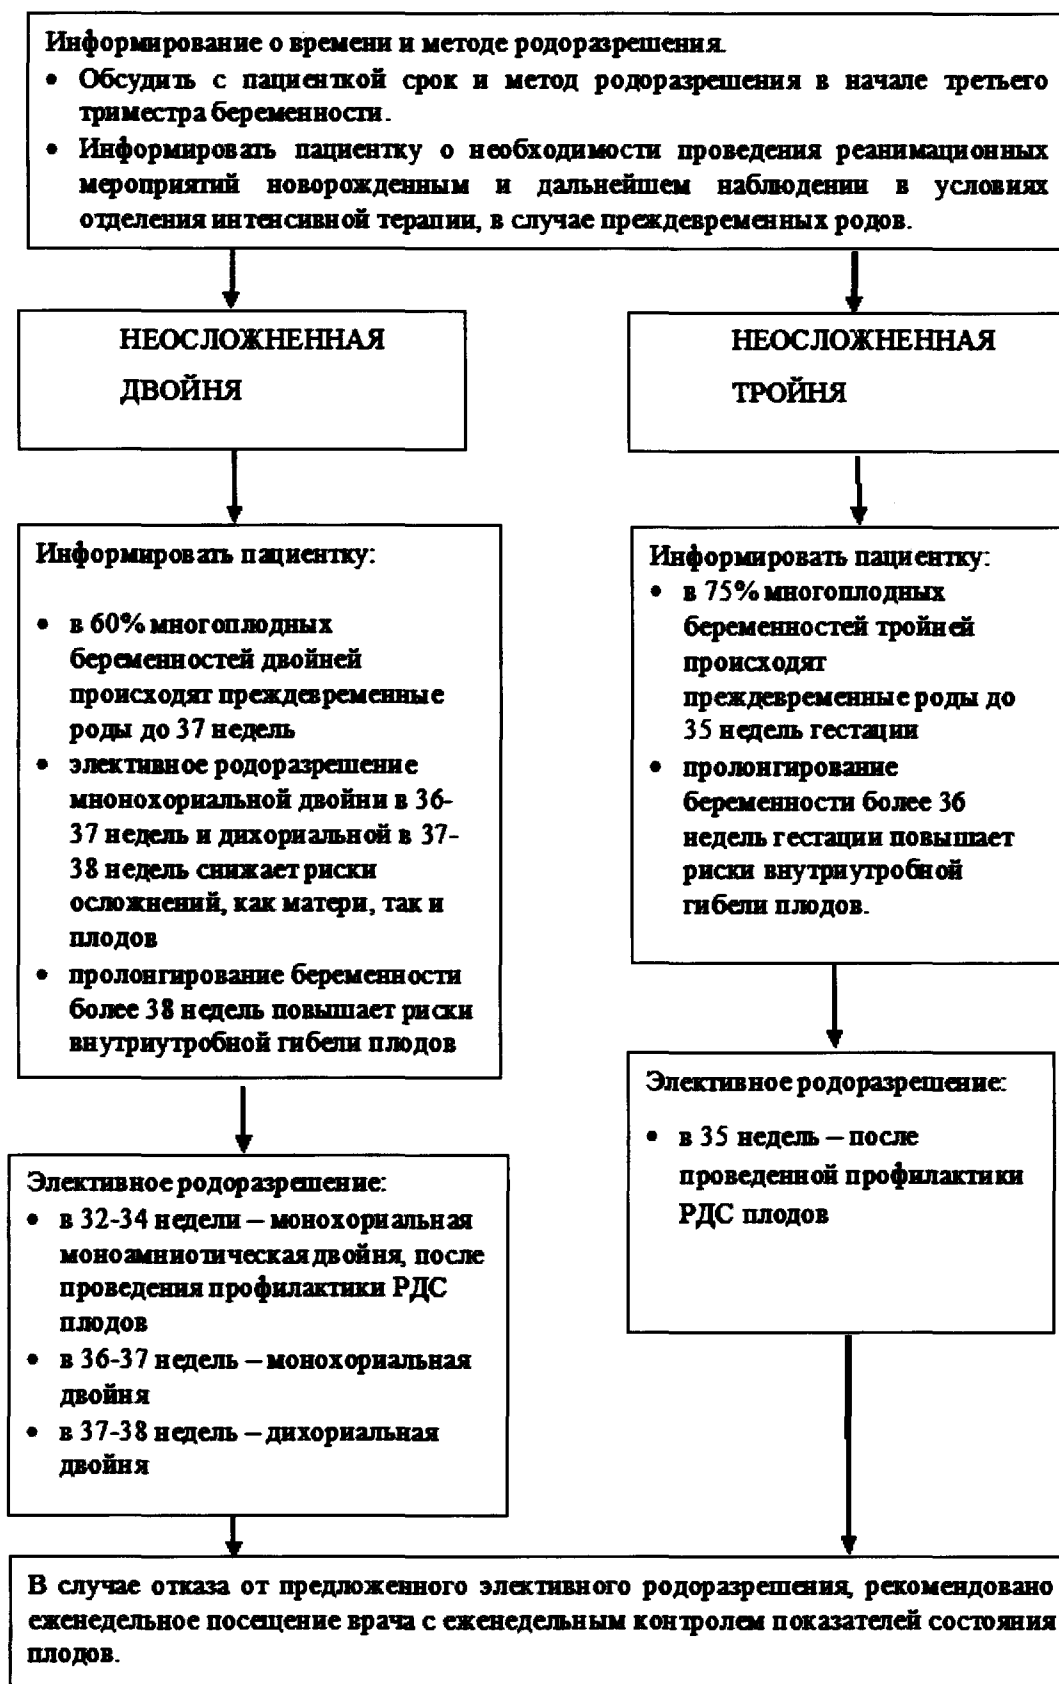 Информирование о времени и методе родоразрешения.
• Обсудить с пациенткой срок и метод родоразрешения в начале третьего
триместра беременности.
• Информировать пациентку о необходимости проведения реанимационных
мероприятий новорожденным и дальнейшем наблюдении в условиях
отделения интенсивной терапии, в случае преждевременных родов.
НЕОСЛОЖНЕННАЯ
ДВОЙНЯ
НЕОСЛОЖНЕННАЯ
ТРОЙНЯ
Информировать пациентку:
• в 60% многоплодных
беременностей двойней
происходят преждевременные
роды до 37 недель
• элективное родоразрешение
мнонохориальной двойни в 36-
37 недель и дихориальной в 37-
38 недель снижает риски
осложнений, как матери, так и
плодов
• пролонгирование беременности
более 38 недель повышает риски
внутриутробной гибели плодов
Информировать пациентку:
• в 75% многоплодных
беременностей тройней
происходят
преждевременные роды до
35 недель гестации
• пролонгирование
беременности более 36
недель гестации повышает
риски внутриутробной
гибели плодов.
Элективное родоразрешение:
• в 32-34 недели – монохориальная
моноамниотическая двойня, после
проведения профилактики РДС
плодов
• в 36-37 недель – монохориальная
двойня
• в 37-38 недель – дихориальная
двойня
Элективное родоразрешение:
• в 35 недель – после
проведенной профилактики
РДС плодов
В случае отказа от предложенного элективного родоразрешения, рекомендовано
еженедельное посещение врача с еженедельным контролем показателей состояния
плодов.